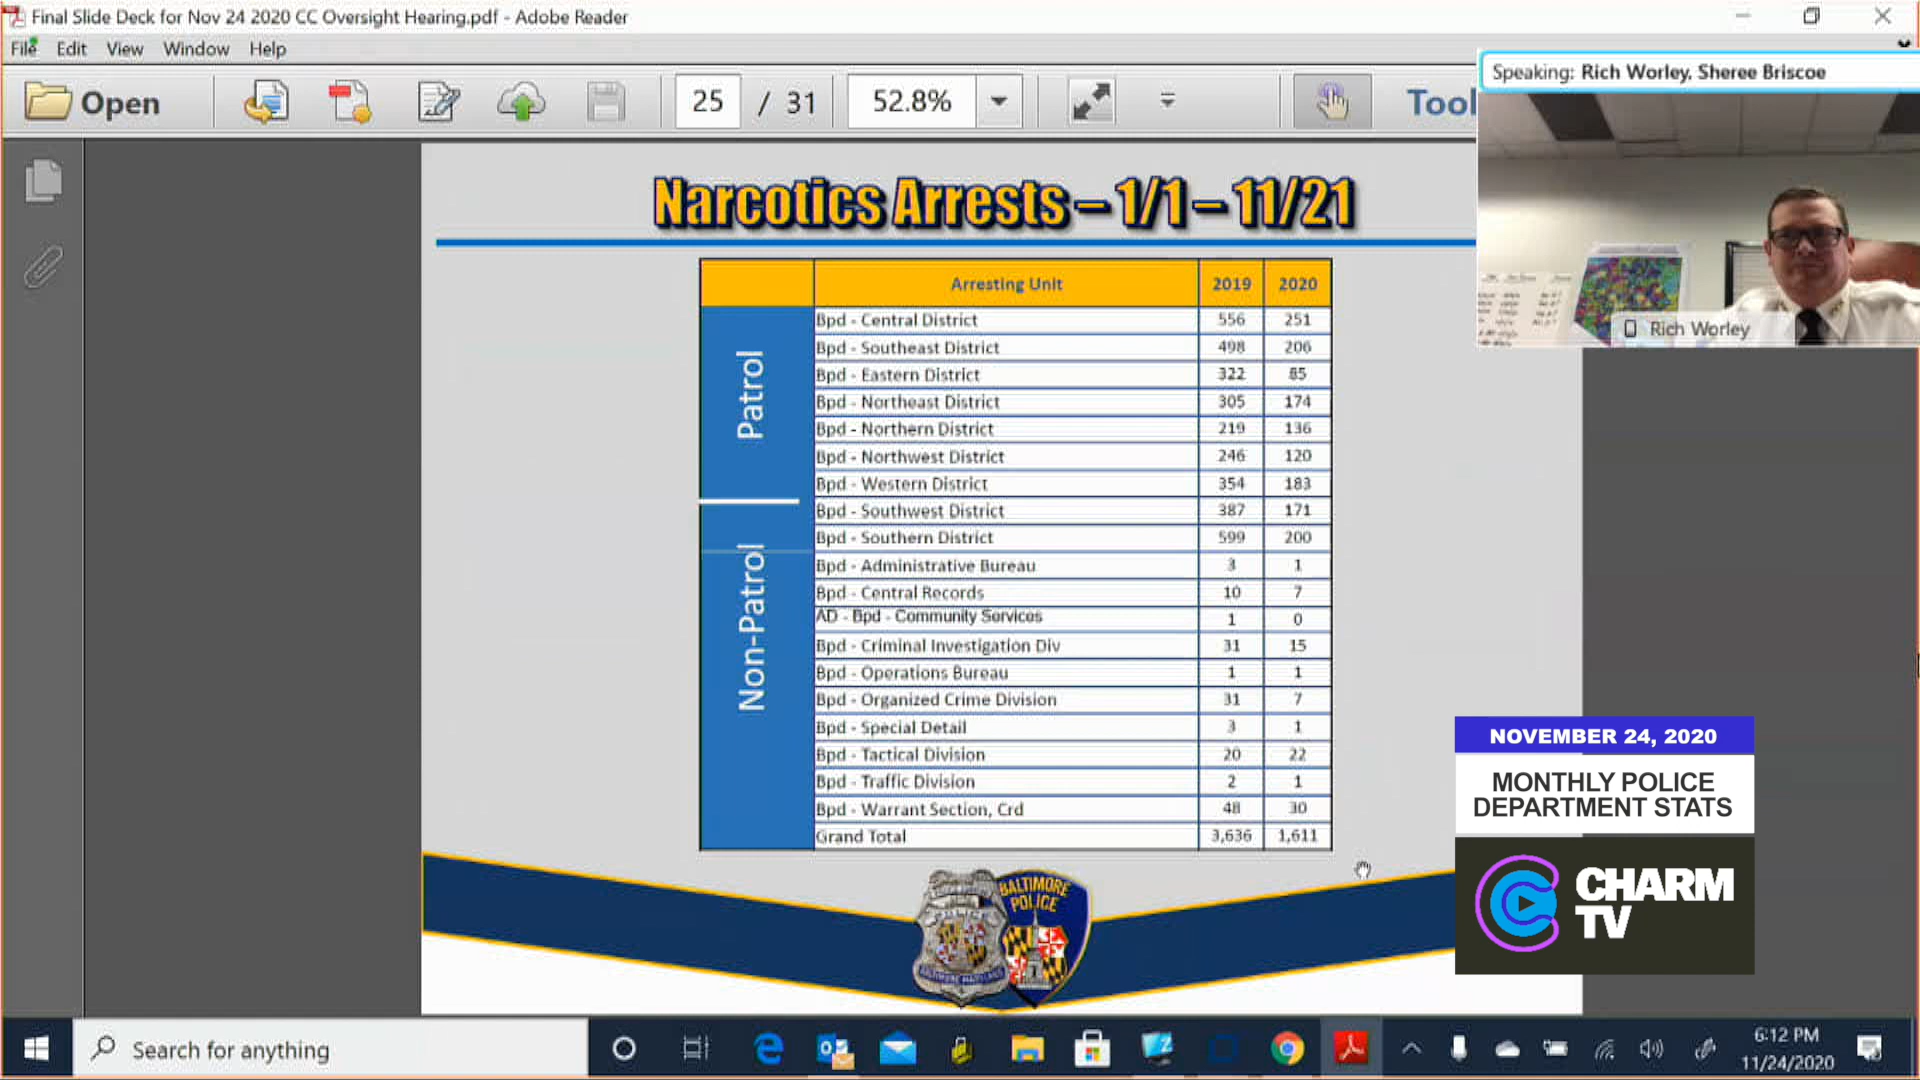 Final Slide Deck for Nov 24 2020 CC Oversight Hearing.pdf - Adobe Reader
File Edit View Window Help
Open 25 / 31 52.8% Tool
Speaking: Rich Worley, Sheree Briscoe
Rich Worley
Narcotics Arrests – 1/1 – 11/21
Arresting Unit 2019 2020
Patrol
Bpd - Central District 556 251
Bpd - Southeast District 498 206
Bpd - Eastern District 322 85
Bpd - Northeast District 305 174
Bpd - Northern District 219 136
Bpd - Northwest District 246 120
Bpd - Western District 354 183
Non-Patrol
Bpd - Southwest District 387 171
Bpd - Southern District 599 200
Bpd - Administrative Bureau 3 1
Bpd - Central Records 10 7
AD - Bpd - Community Services 1 0
Bpd - Criminal Investigation Div 31 15
Bpd - Operations Bureau 1 1
Bpd - Organized Crime Division 31 7
Bpd - Special Detail 3 1
Bpd - Tactical Division 20 22
Bpd - Traffic Division 2 1
Bpd - Warrant Section, Crd 48 30
Grand Total 3,636 1,611
BALTIMORE
POLICE
POLICE
NOVEMBER 24, 2020
MONTHLY POLICE
DEPARTMENT STATS
CHARM
TV
Search for anything
6:12 PM
11/24/2020